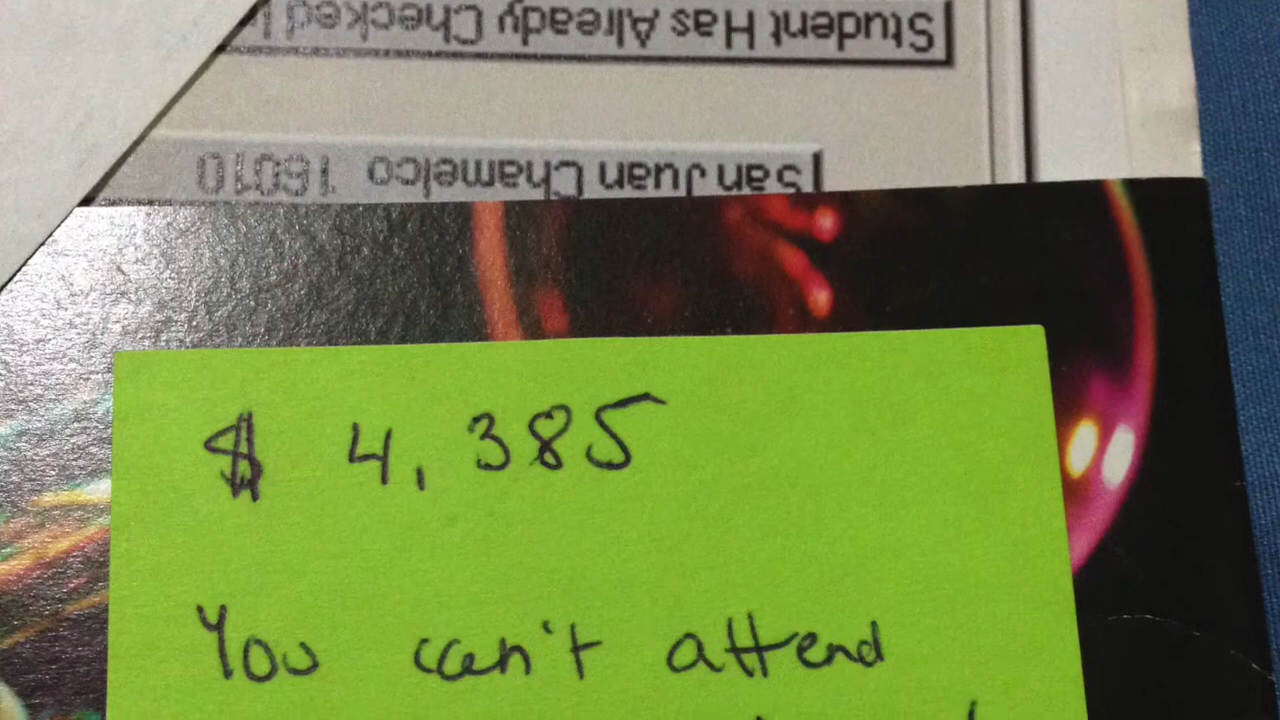 Student Has Already Checked
San Juan Chamelco 16010
$ 4,385
You can't attend